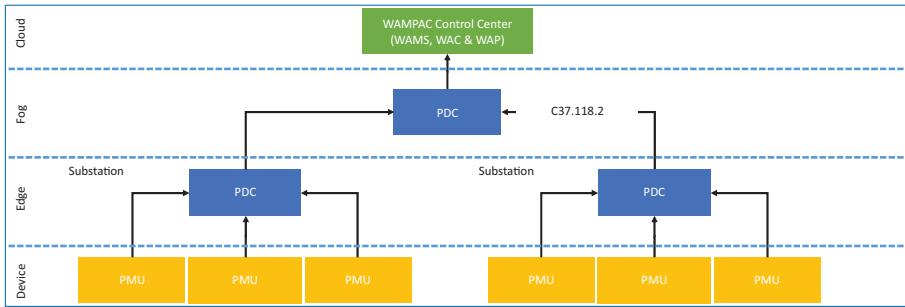 Cloud
WAMPAC Control Center
(WAMS, WAC & WAP)
Fog
PDC
C37.118.2
Edge
Substation
PDC
Substation
PDC
Device
PMU
PMU
PMU
PMU
PMU
PMU